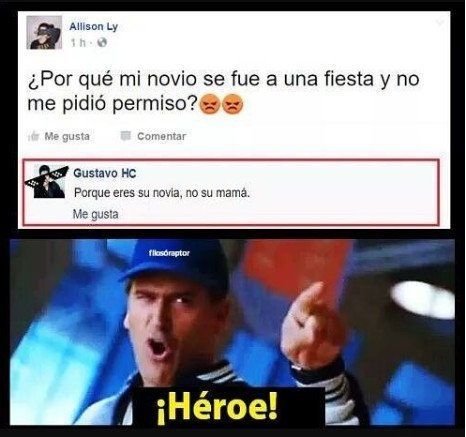 Allison Ly
1 h ·
¿Por qué mi novio se fue a una fiesta y no
me pidió permiso?😡😡
Me gusta Comentar
Gustavo HC
Porque eres su novia, no su mamá.
Me gusta
filosóraptor
¡Héroe!